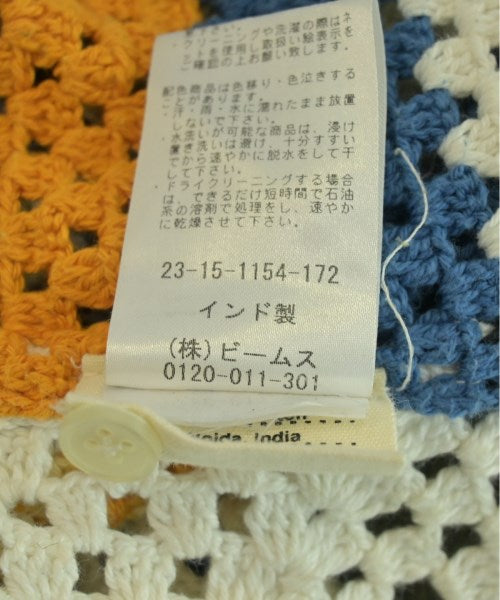 ださい。
クリーニングや洗濯の際はネ
ットを使用し取扱い絵表示を
ご確認の上お願い致します。
配色商品は色移り・色泣きする
ことがあります。
・汗・雨・水に濡れたまま放置
しないで下さい。
・水洗いが可能な商品は、浸け
置き洗いは避け 十分すすい
でから速やかに脱水をして干
して下さい。
・ドライクリーニングする場合
は、できるだけ短時間で石油
系の溶剤で処理をし、速やか
に乾燥させて下さい。
23-15-1154-172
インド製
(株)ビームス
0120-011-301
India